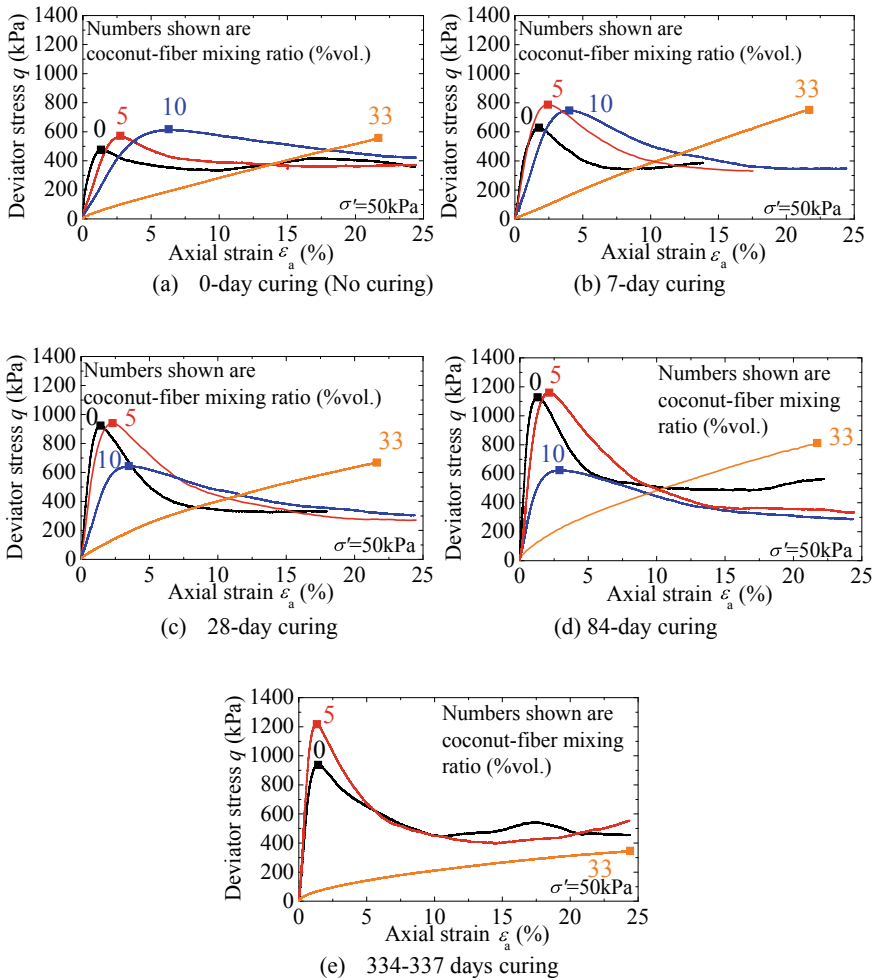 Numbers shown are
coconut-fiber mixing ratio (%vol.)
Deviator stress q (kPa)
1400
1200
1000
800
600
400
200
0
0
5
10
33
σ'=50kPa
0 5 10 15 20 25
Axial strain εa (%)
(a) 0-day curing (No curing)
Numbers shown are
coconut-fiber mixing ratio (%vol.)
Deviator stress q (kPa)
1400
1200
1000
800
600
400
200
0
0
5
10
33
σ'=50kPa
0 5 10 15 20 25
Axial strain εa (%)
(b) 7-day curing
Numbers shown are
coconut-fiber mixing ratio (%vol.)
Deviator stress q (kPa)
1400
1200
1000
800
600
400
200
0
0
5
10
33
σ'=50kPa
0 5 10 15 20 25
Axial strain εa (%)
(c) 28-day curing
Numbers shown are
coconut-fiber mixing
ratio (%vol.)
Deviator stress q (kPa)
1400
1200
1000
800
600
400
200
0
0
5
10
33
σ'=50kPa
0 5 10 15 20 25
Axial strain εa (%)
(d) 84-day curing
Numbers shown are
coconut-fiber mixing
ratio (%vol.)
Deviator stress q (kPa)
1400
1200
1000
800
600
400
200
0
5
0
33
σ'=50kPa
0 5 10 15 20 25
Axial strain εa (%)
(e) 334-337 days curing